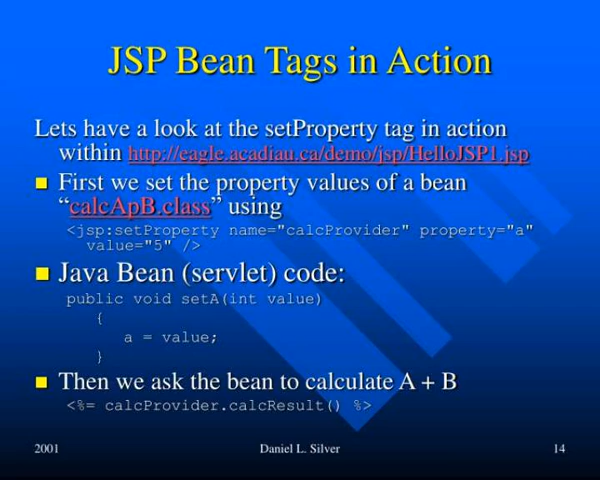 JSP Bean Tags in Action
Lets have a look at the setProperty tag in action
within http://eagle.acadiau.ca/demo/jsp/HelloJSP1.jsp
First we set the property values of a bean
“calcApB.class” using
<jsp:setProperty name="calcProvider" property="a"
value="5" />
Java Bean (servlet) code:
public void setA(int value)
{
a = value;
}
Then we ask the bean to calculate A + B
<%= calcProvider.calcResult() %>
2001 Daniel L. Silver 14